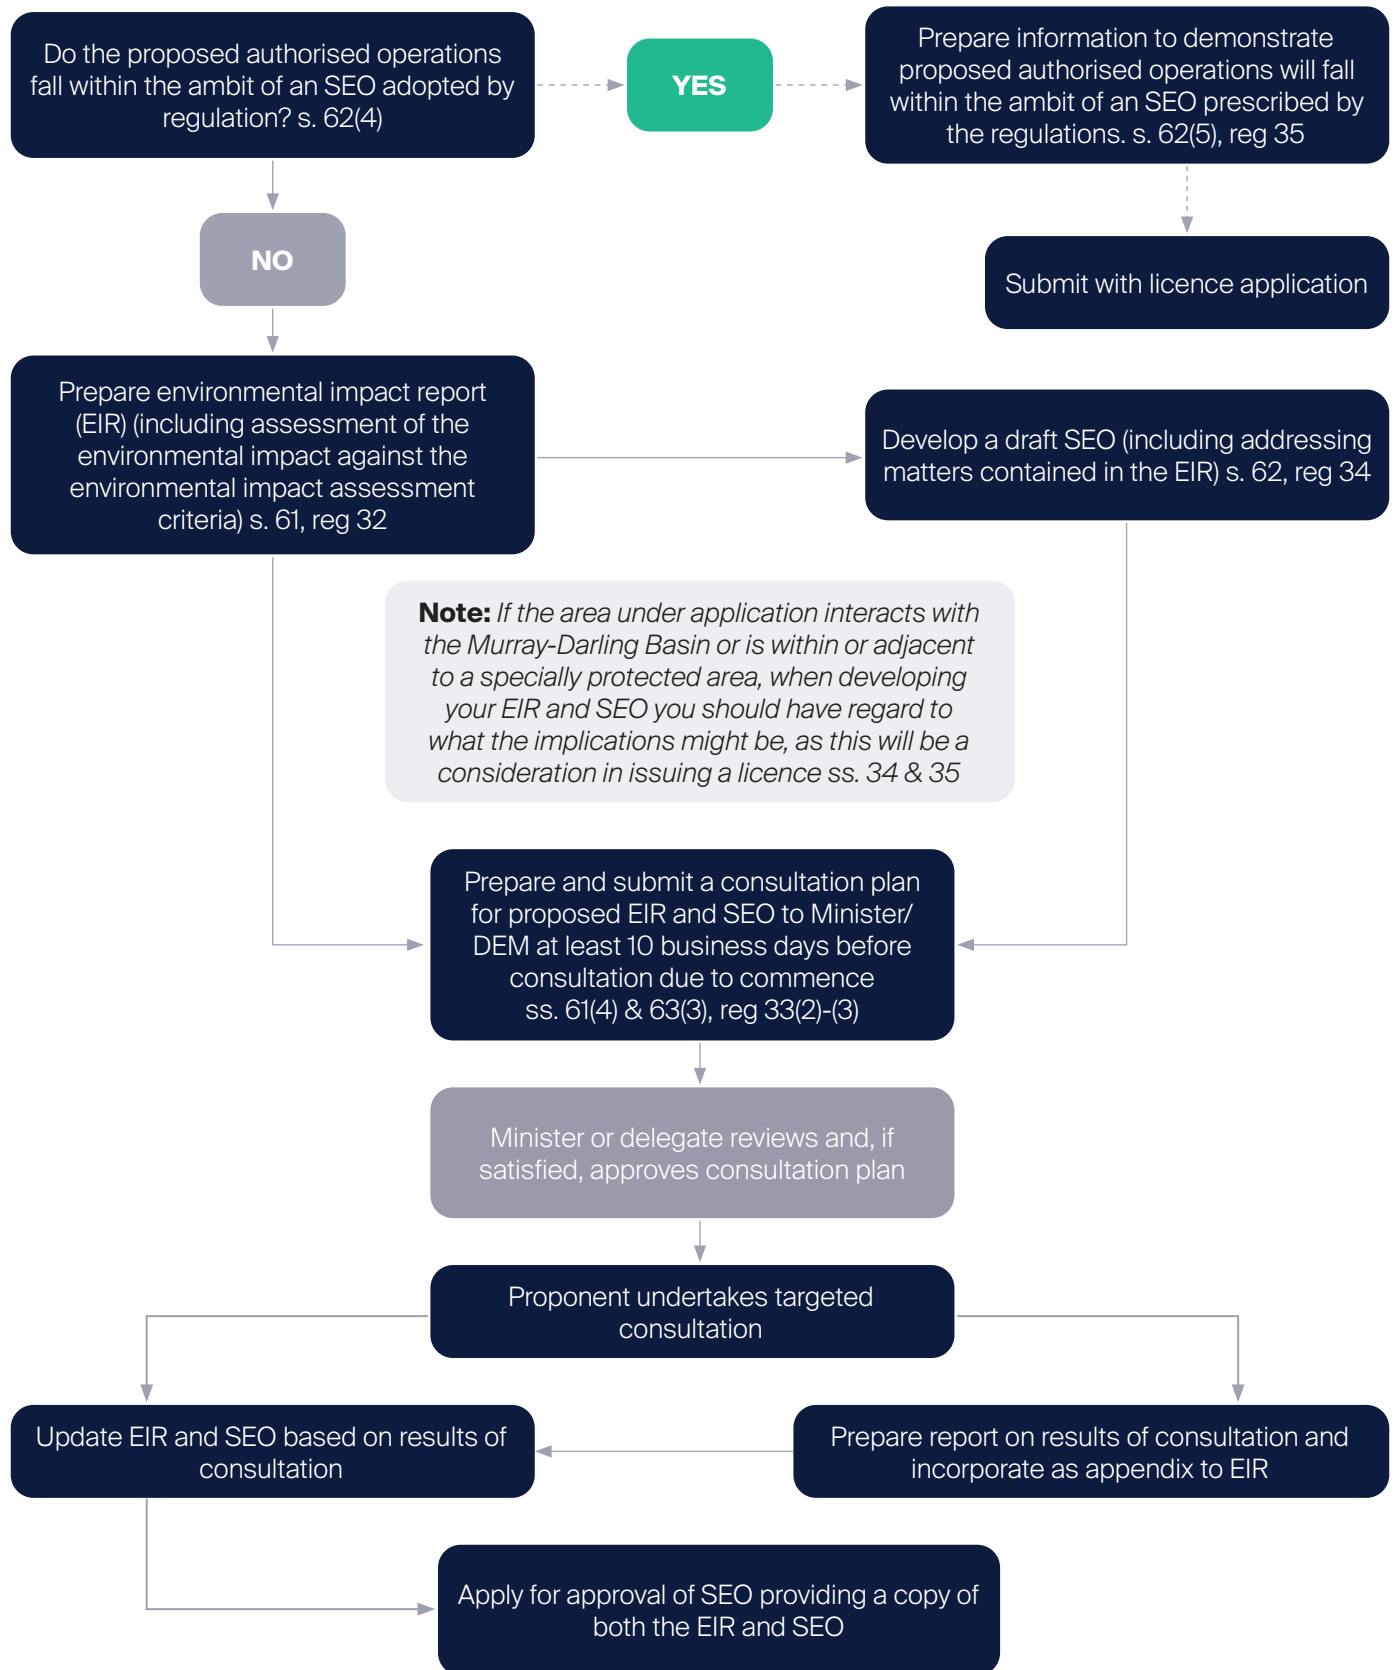 Do the proposed authorised operations
fall within the ambit of an SEO adopted by
regulation? s. 62(4)
YES
Prepare information to demonstrate
proposed authorised operations will fall
within the ambit of an SEO prescribed by
the regulations. s. 62(5), reg 35
NO
Submit with licence application
Prepare environmental impact report
(EIR) (including assessment of the
environmental impact against the
environmental impact assessment
criteria) s. 61, reg 32
Develop a draft SEO (including addressing
matters contained in the EIR) s. 62, reg 34
Note: If the area under application interacts with
the Murray-Darling Basin or is within or adjacent
to a specially protected area, when developing
your EIR and SEO you should have regard to
what the implications might be, as this will be a
consideration in issuing a licence ss. 34 & 35
Prepare and submit a consultation plan
for proposed EIR and SEO to Minister/
DEM at least 10 business days before
consultation due to commence
ss. 61(4) & 63(3), reg 33(2)-(3)
Minister or delegate reviews and, if
satisfied, approves consultation plan
Proponent undertakes targeted
consultation
Update EIR and SEO based on results of
consultation
Prepare report on results of consultation and
incorporate as appendix to EIR
Apply for approval of SEO providing a copy of
both the EIR and SEO